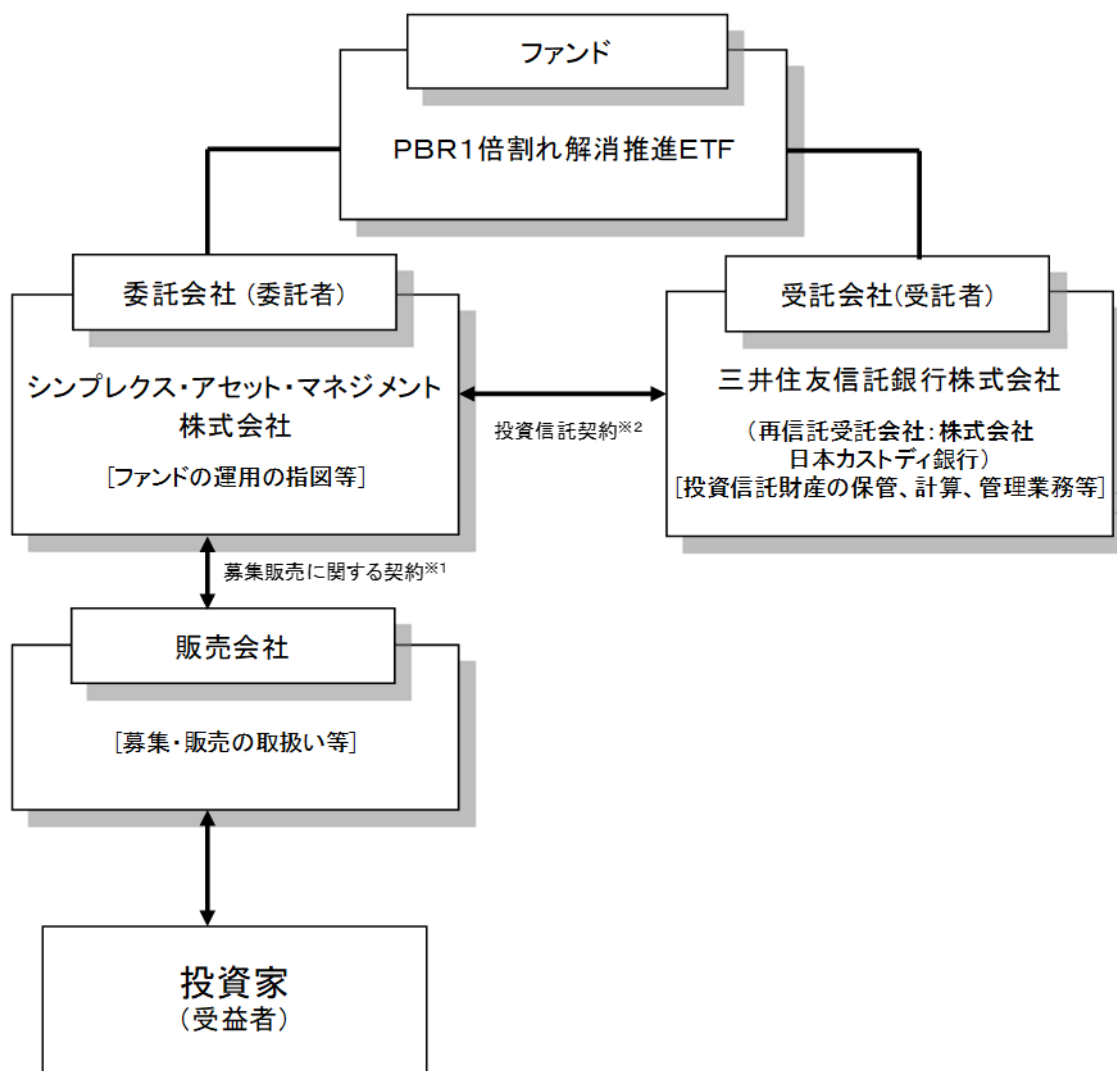 ファンド
PBR1倍割れ解消推進ETF
委託会社(委託者)
シンプレクス・アセット・マネジメント
株式会社
[ファンドの運用の指図等]
投資信託契約※2
受託会社(受託者)
三井住友信託銀行株式会社
(再信託受託会社:株式会社
日本カストディ銀行)
[投資信託財産の保管、計算、管理業務等]
募集販売に関する契約※1
販売会社
[募集・販売の取扱い等]
投資家
(受益者)